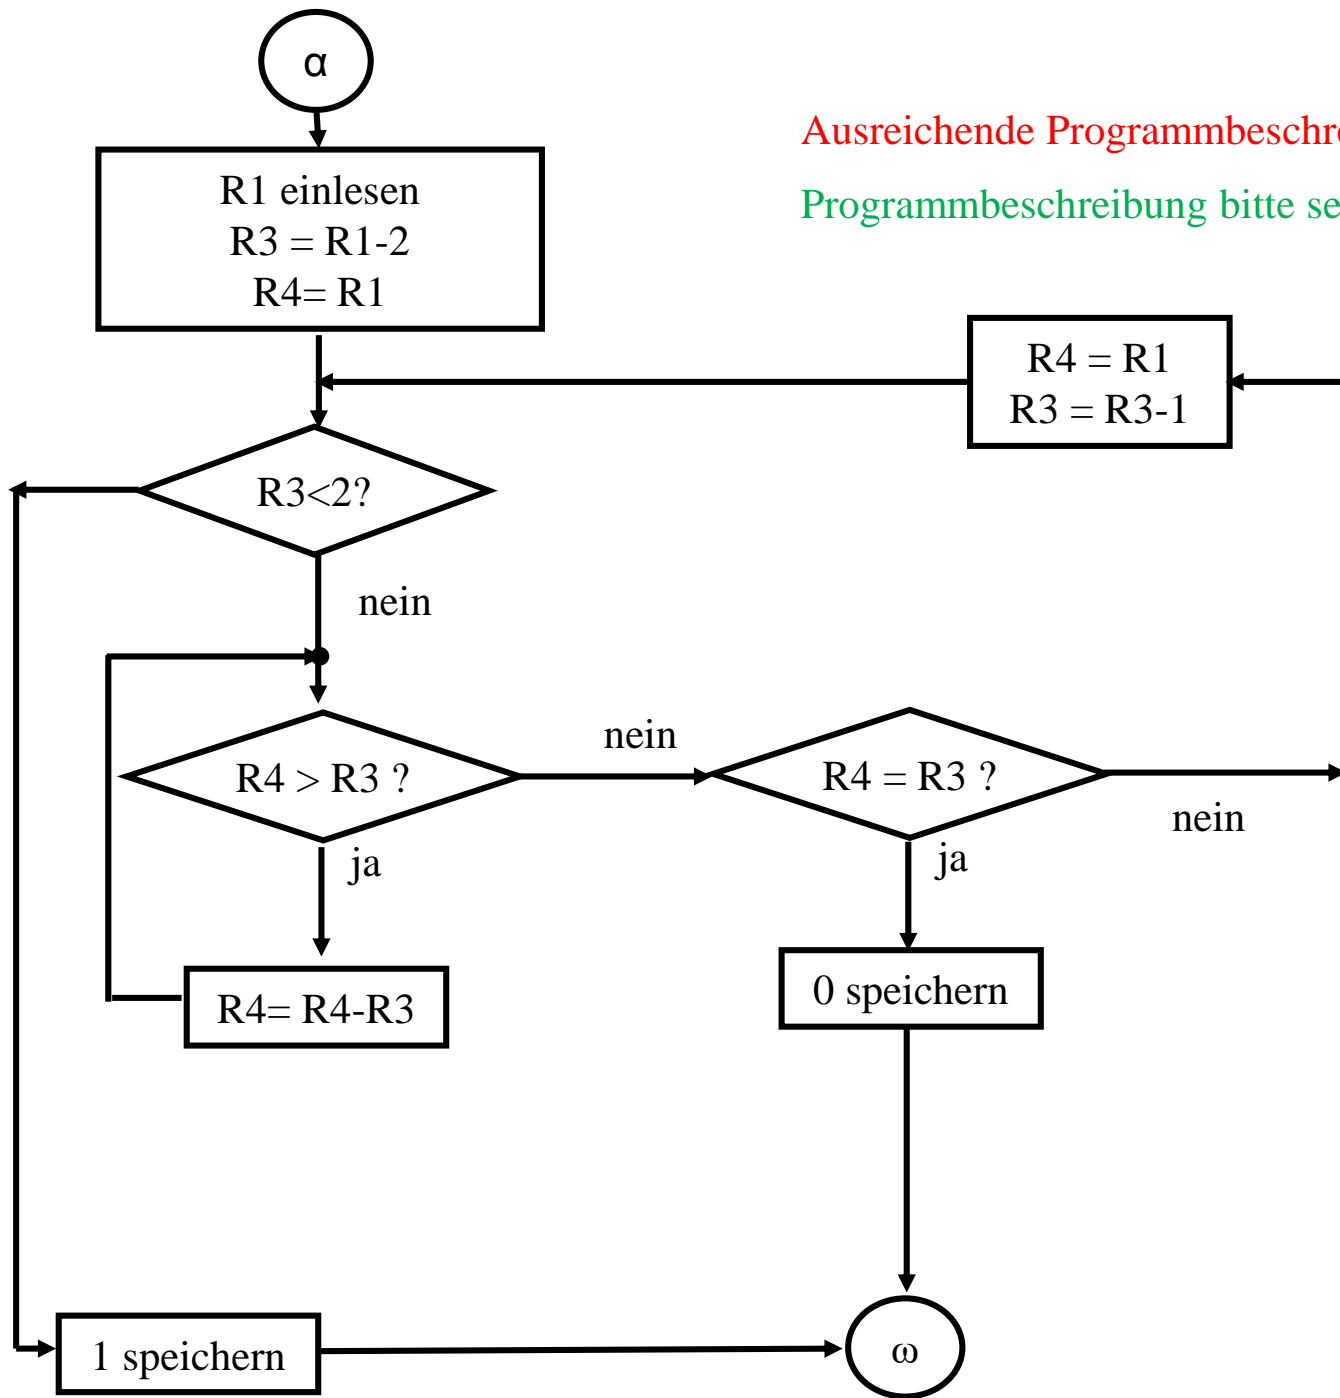 α
Ausreichende Programmbeschre
R1 einlesen
R3 = R1-2
R4= R1
Programmbeschreibung bitte se
R4 = R1
R3 = R3-1
R3<2?
nein
R4 > R3 ?
nein
R4 = R3 ?
nein
ja
ja
R4= R4-R3
0 speichern
1 speichern
ω